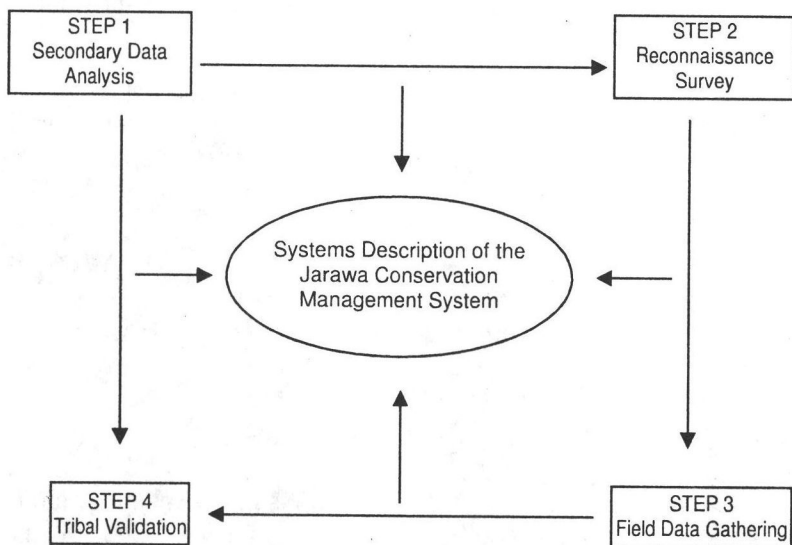 STEP 1
Secondary Data
Analysis
STEP 2
Reconnaissance
Survey
Systems Description of the
Jarawa Conservation
Management System
STEP 4
Tribal Validation
STEP 3
Field Data Gathering